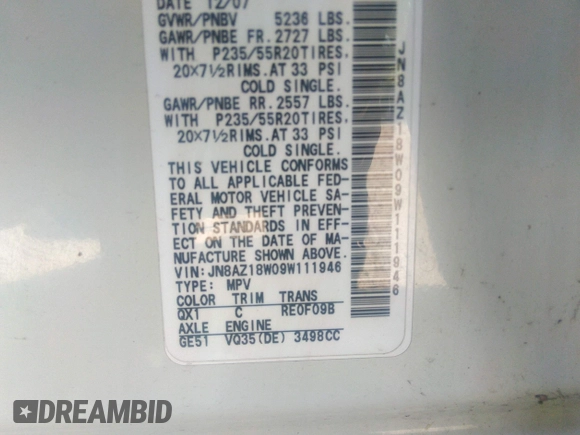 DATE 12/07
GVWR/PNBV 5236 LBS.
GAWR/PNBE FR. 2727 LBS.
WITH P235/55R20TIRES,
20×7½RIMS.AT 33 PSI
COLD SINGLE.
GAWR/PNBE RR. 2557 LBS.
WITH P235/55R20TIRES,
20×7½RIMS.AT 33 PSI
COLD SINGLE.
THIS VEHICLE CONFORMS
TO ALL APPLICABLE FED-
ERAL MOTOR VEHICLE SA-
FETY AND THEFT PREVEN-
TION STANDARDS IN EFF-
ECT ON THE DATE OF MA-
NUFACTURE SHOWN ABOVE.
VIN: JN8AZ18W09W111946
TYPE: MPV
COLOR TRIM TRANS
QX1 C RE0F09B
AXLE ENGINE
GE51 VQ35(DE) 3498CC
JN8AZ18W09W111946
DREAMBID